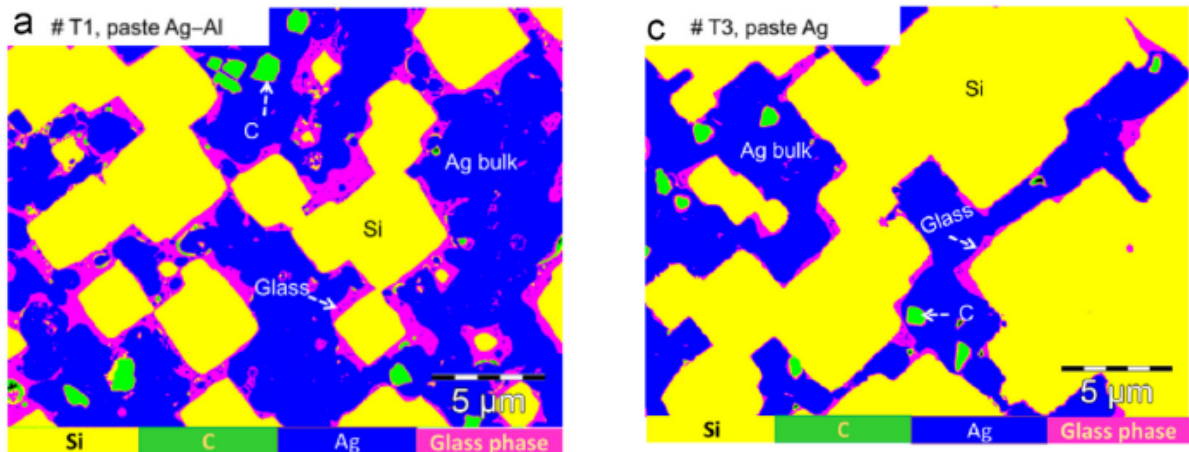 a # T1, paste Ag–Al
C
Ag bulk
Si
Glass
5 μm
Si C Ag Glass phase
c # T3, paste Ag
Si
Ag bulk
Glass
C
5 μm
Si C Ag Glass phase